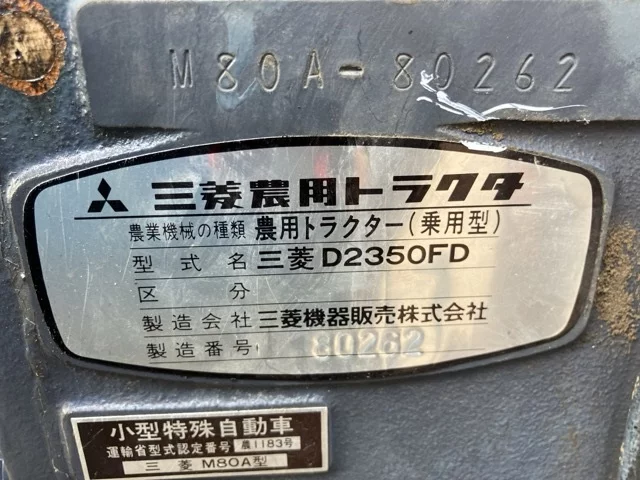 M80A-80262
三菱農用トラクタ
農業機械の種類 農用トラクター(乗用型)
型式名 三菱D2350FD
区分
製造会社 三菱機器販売株式会社
製造番号 80262
小型特殊自動車
運輸省型式認定番号 農1183号
三菱M80A型